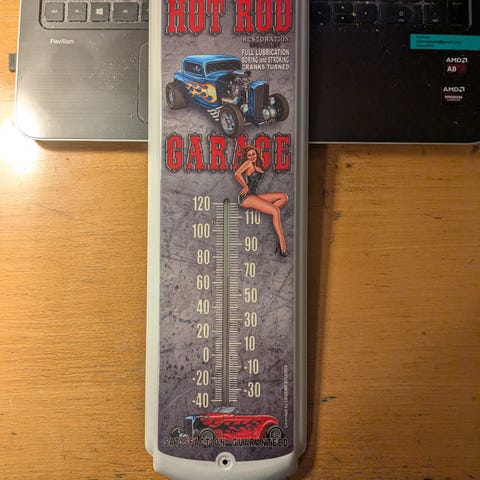 HOT ROD
RESTORATION
FULL LUBRICATION
BORING and STROKING
CRANKS TURNED
GARAGE
Pavilion
AMD
A8
AMD
120
110
100
90
80
70
60
50
40
30
20
10
0
-10
-20
-30
-40
SATISFACTION GUARANTEED